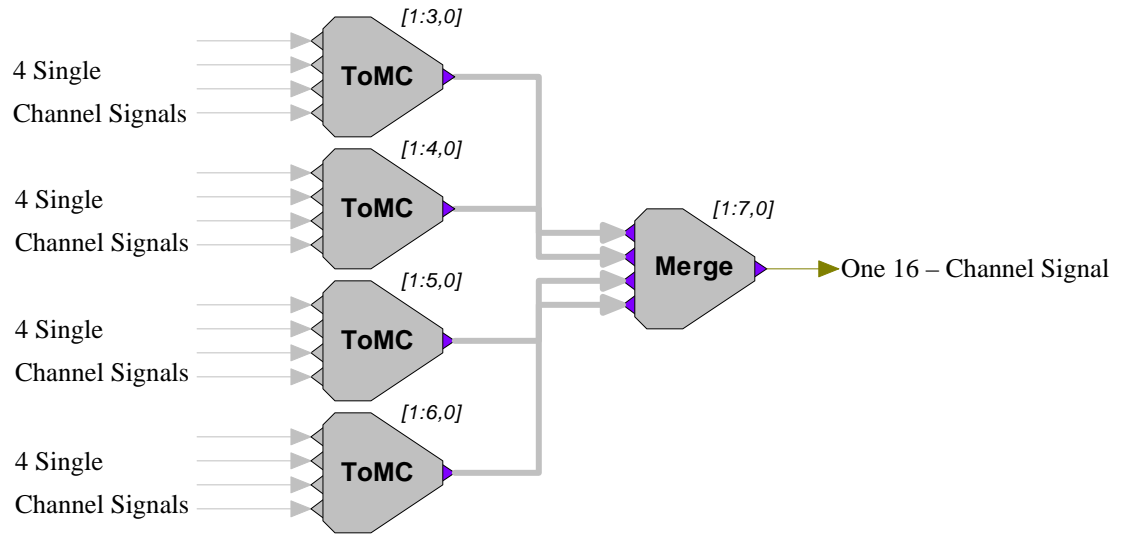 [1:3,0]
4 Single
Channel Signals
ToMC
[1:4,0]
4 Single
Channel Signals
ToMC
[1:7,0]
Merge
One 16 – Channel Signal
[1:5,0]
4 Single
Channel Signals
ToMC
[1:6,0]
4 Single
Channel Signals
ToMC